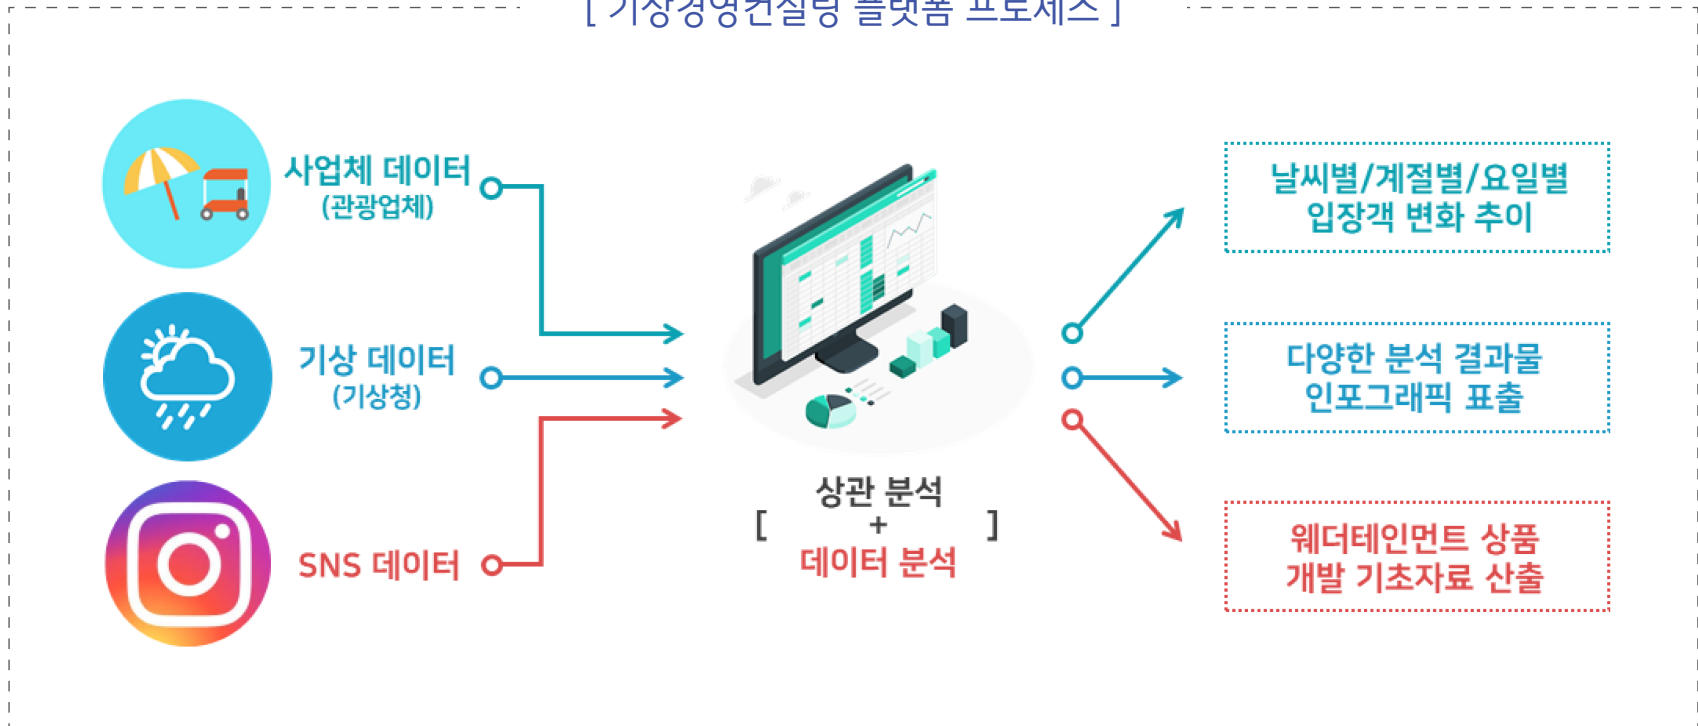 [ 기상경영컨설팅 플랫폼 프로세스 ]
사업체 데이터
(관광업체)
기상 데이터
(기상청)
SNS 데이터
상관 분석
[ + ]
데이터 분석
날씨별/계절별/요일별
입장객 변화 추이
다양한 분석 결과물
인포그래픽 표출
웨더테인먼트 상품
개발 기초자료 산출